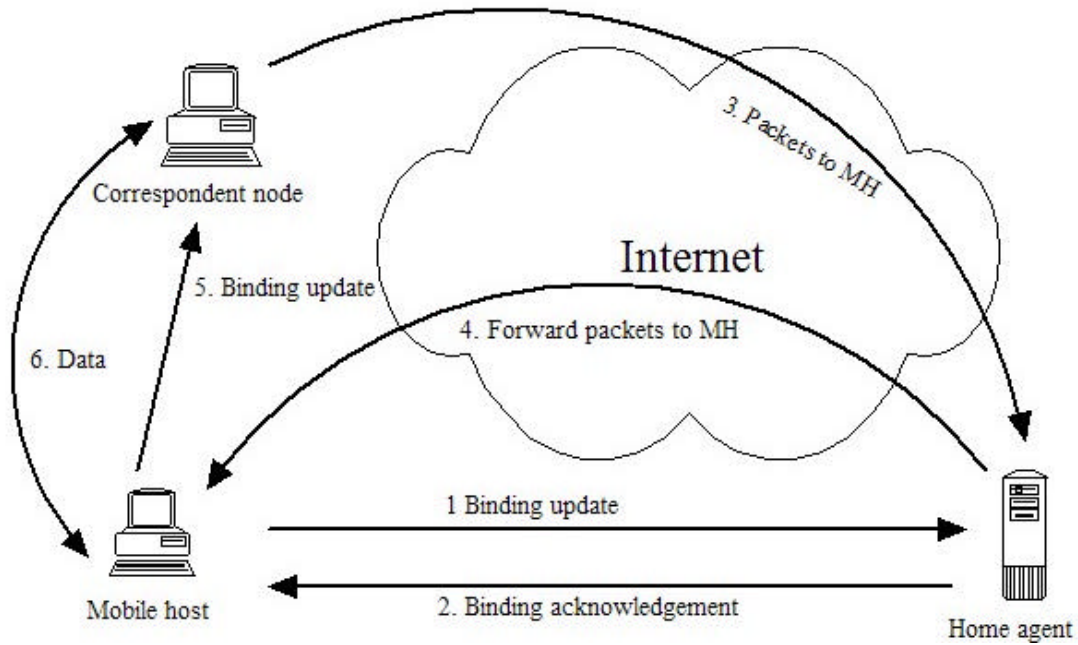 3. Packets to MH
Correspondent node
Internet
5. Binding update
4. Forward packets to MH
6. Data
1 Binding update
2. Binding acknowledgement
Mobile host
Home agent